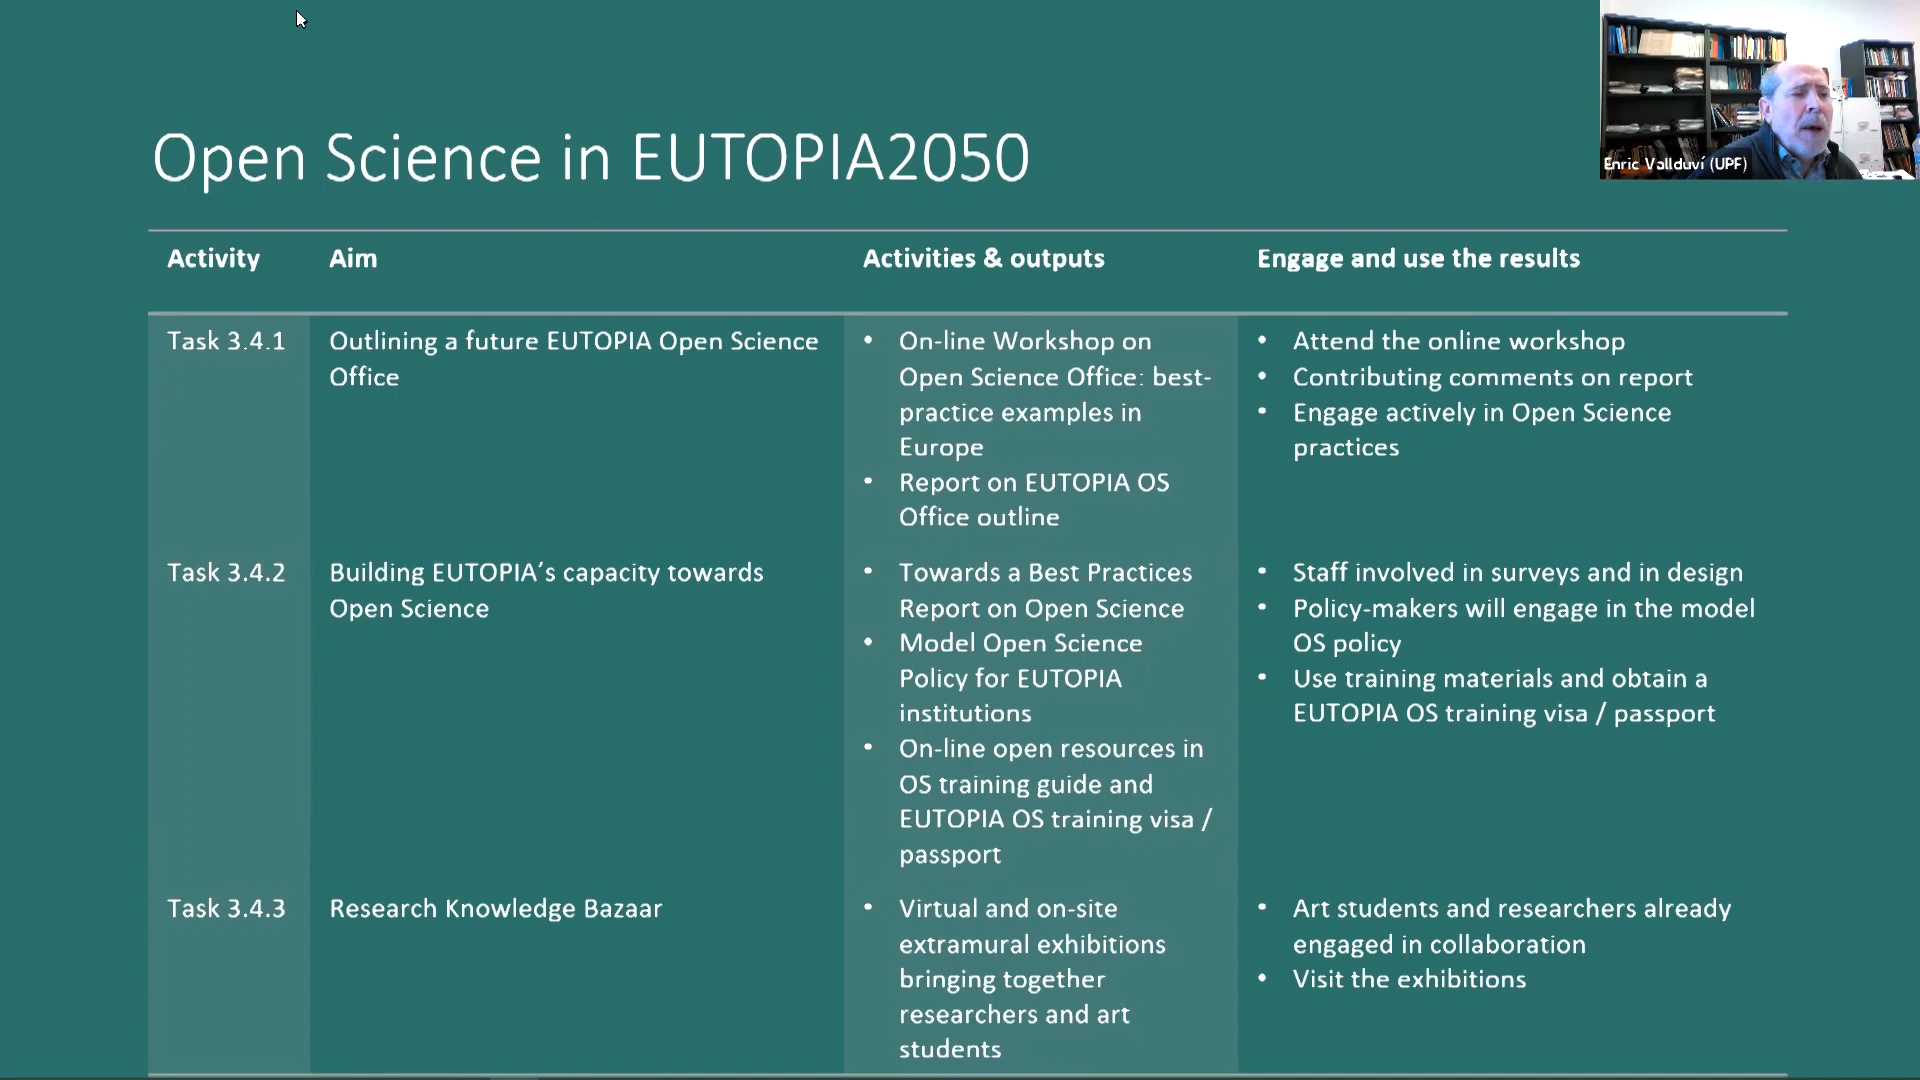 Enric Vallduví (UPF)
Open Science in EUTOPIA2050
Activity
Aim
Activities & outputs
Engage and use the results
Task 3.4.1
Outlining a future EUTOPIA Open Science
Office
• On-line Workshop on
Open Science Office: best-
practice examples in
Europe
• Report on EUTOPIA OS
Office outline
• Attend the online workshop
• Contributing comments on report
• Engage actively in Open Science
practices
Task 3.4.2
Building EUTOPIA’s capacity towards
Open Science
• Towards a Best Practices
Report on Open Science
• Model Open Science
Policy for EUTOPIA
institutions
• On-line open resources in
OS training guide and
EUTOPIA OS training visa /
passport
• Staff involved in surveys and in design
• Policy-makers will engage in the model
OS policy
• Use training materials and obtain a
EUTOPIA OS training visa / passport
Task 3.4.3
Research Knowledge Bazaar
• Virtual and on-site
extramural exhibitions
bringing together
researchers and art
students
• Art students and researchers already
engaged in collaboration
• Visit the exhibitions